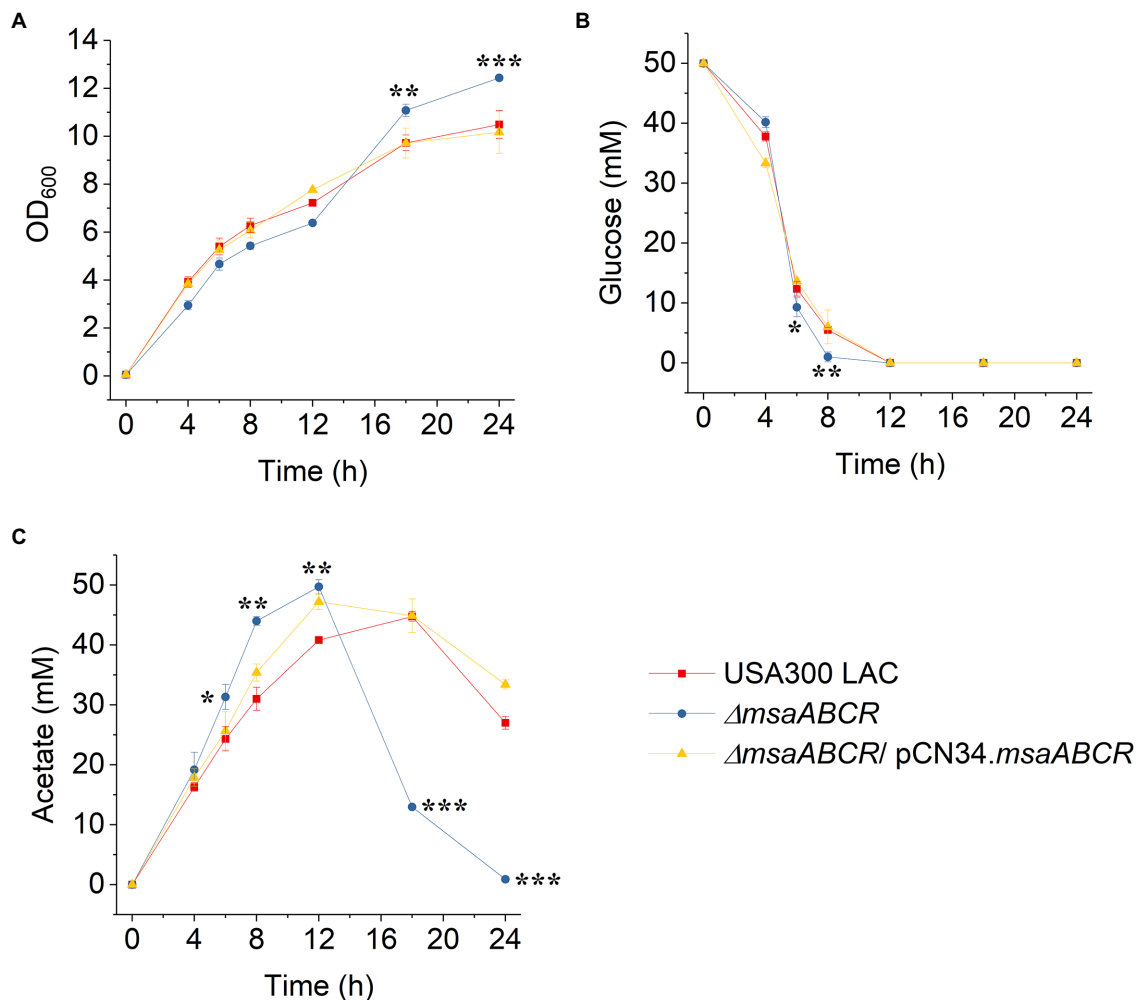 A
14
12
10
8
6
4
2
0
OD600
**
***
0 4 8 12 16 20 24
Time (h)
B
50
40
30
20
10
0
Glucose (mM)
*
**
0 4 8 12 16 20 24
Time (h)
C
50
40
30
20
10
0
Acetate (mM)
*
**
**
***
***
0 4 8 12 16 20 24
Time (h)
USA300 LAC
ΔmsaABCR
ΔmsaABCR/ pCN34.msaABCR